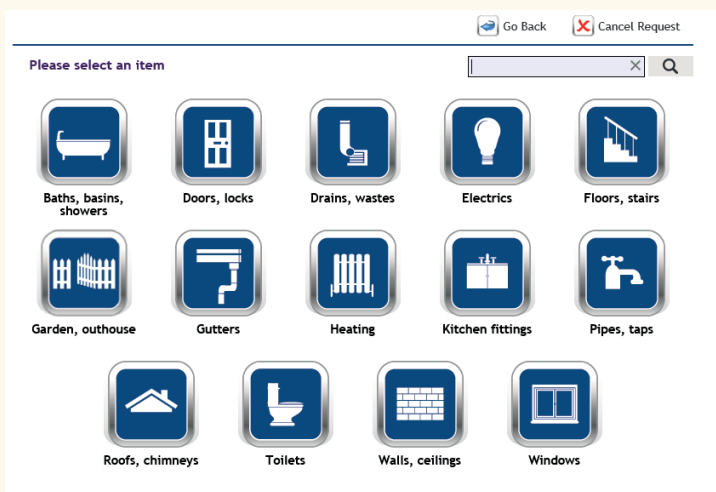 Go Back Cancel Request
Please select an item
Baths, basins, showers
Doors, locks
Drains, wastes
Electrics
Floors, stairs
Garden, outhouse
Gutters
Heating
Kitchen fittings
Pipes, taps
Roofs, chimneys
Toilets
Walls, ceilings
Windows